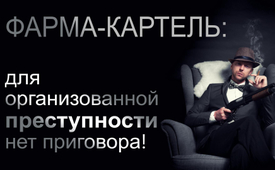 ФАРМА-КАРТЕЛЬ:
для
организованной
преступности
нет приговора!